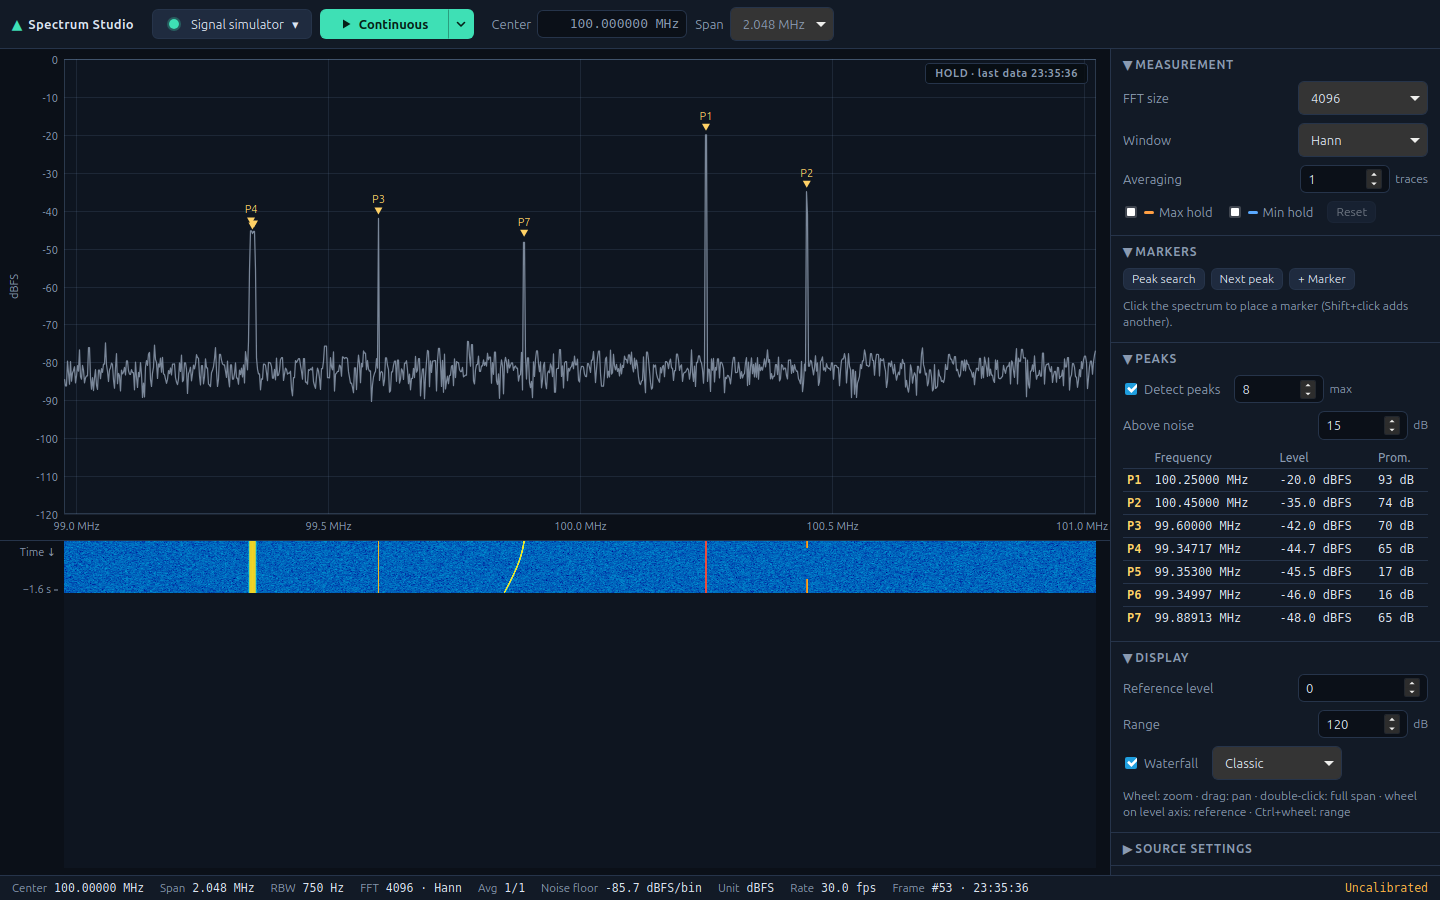 ▲ Spectrum Studio Signal simulator ▾ Continuous Center 100.000000 MHz Span 2.048 MHz
HOLD · last data 23:35:36
0
-10
-20
-30
-40
-50
-60
-70
-80
-90
-100
-110
-120
dBFS
P1
P2
P3
P4
P7
99.0 MHz 99.5 MHz 100.0 MHz 100.5 MHz 101.0 MHz
Time ↓
−1.6 s
▼ MEASUREMENT
FFT size 4096
Window Hann
Averaging 1 traces
Max hold Min hold Reset
▼ MARKERS
Peak search Next peak + Marker
Click the spectrum to place a marker (Shift+click adds
another).
▼ PEAKS
Detect peaks 8 max
Above noise 15 dB
Frequency Level Prom.
P1 100.25000 MHz -20.0 dBFS 93 dB
P2 100.45000 MHz -35.0 dBFS 74 dB
P3 99.60000 MHz -42.0 dBFS 70 dB
P4 99.34717 MHz -44.7 dBFS 65 dB
P5 99.35300 MHz -45.5 dBFS 17 dB
P6 99.34997 MHz -46.0 dBFS 16 dB
P7 99.88913 MHz -48.0 dBFS 65 dB
▼ DISPLAY
Reference level 0
Range 120 dB
Waterfall Classic
Wheel: zoom · drag: pan · double-click: full span · wheel
on level axis: reference · Ctrl+wheel: range
▶ SOURCE SETTINGS
Center 100.00000 MHz Span 2.048 MHz RBW 750 Hz FFT 4096 · Hann Avg 1/1 Noise floor -85.7 dBFS/bin Unit dBFS Rate 30.0 fps Frame #53 · 23:35:36 Uncalibrated